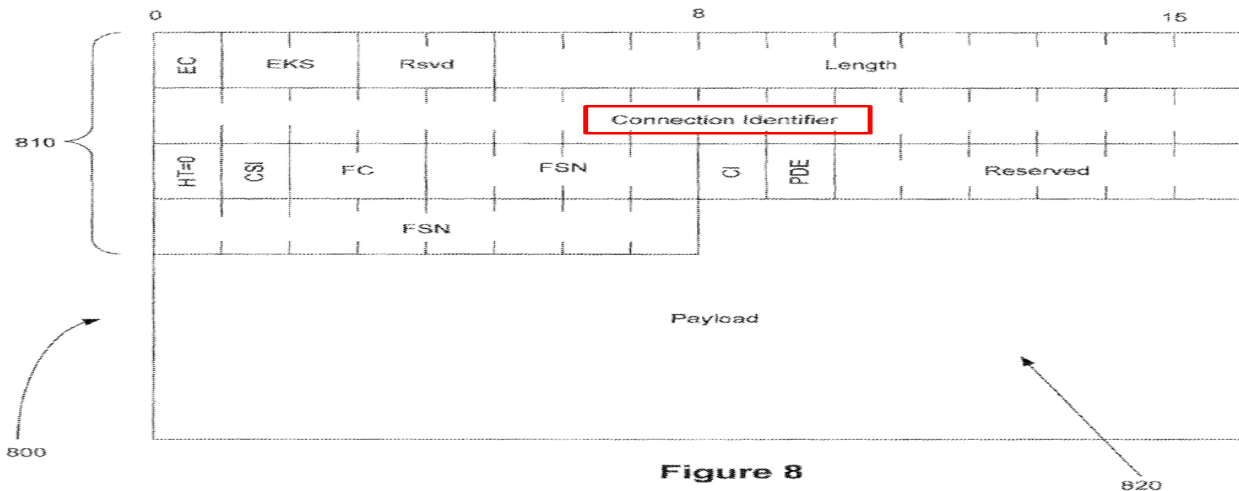 0 8 15
EC EKS Rsvd Length
Connection Identifier
810
HT=0 CSI FC FSN CI PDE Reserved
FSN
Payload
800
Figure 8
820